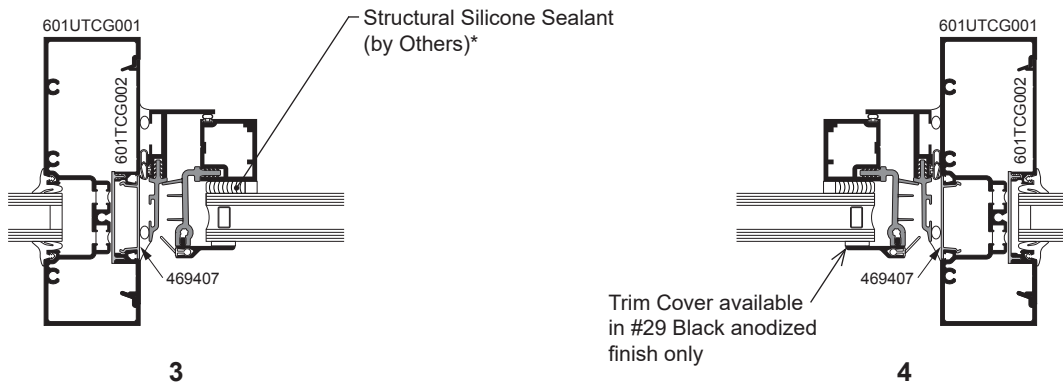 601UTCG001
Structural Silicone Sealant
(by Others)*
601TCG002
469407
3
601UTCG001
601TCG002
469407
Trim Cover available
in #29 Black anodized
finish only
4